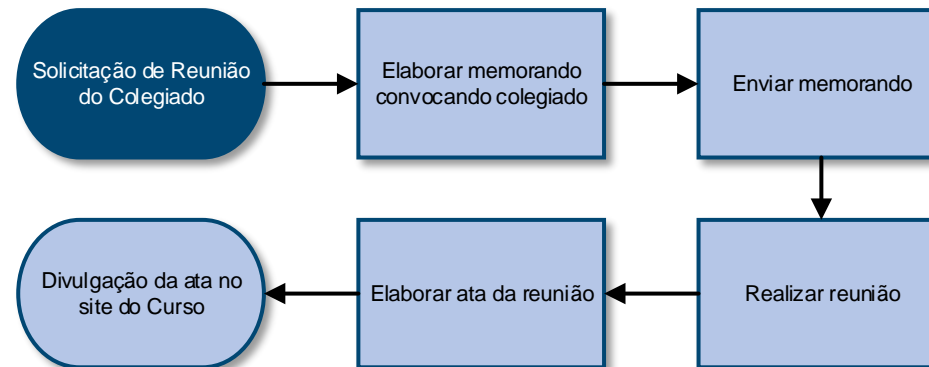 Solicitação de Reunião
do Colegiado
Elaborar memorando
convocando colegiado
Enviar memorando
Realizar reunião
Elaborar ata da reunião
Divulgação da ata no
site do Curso